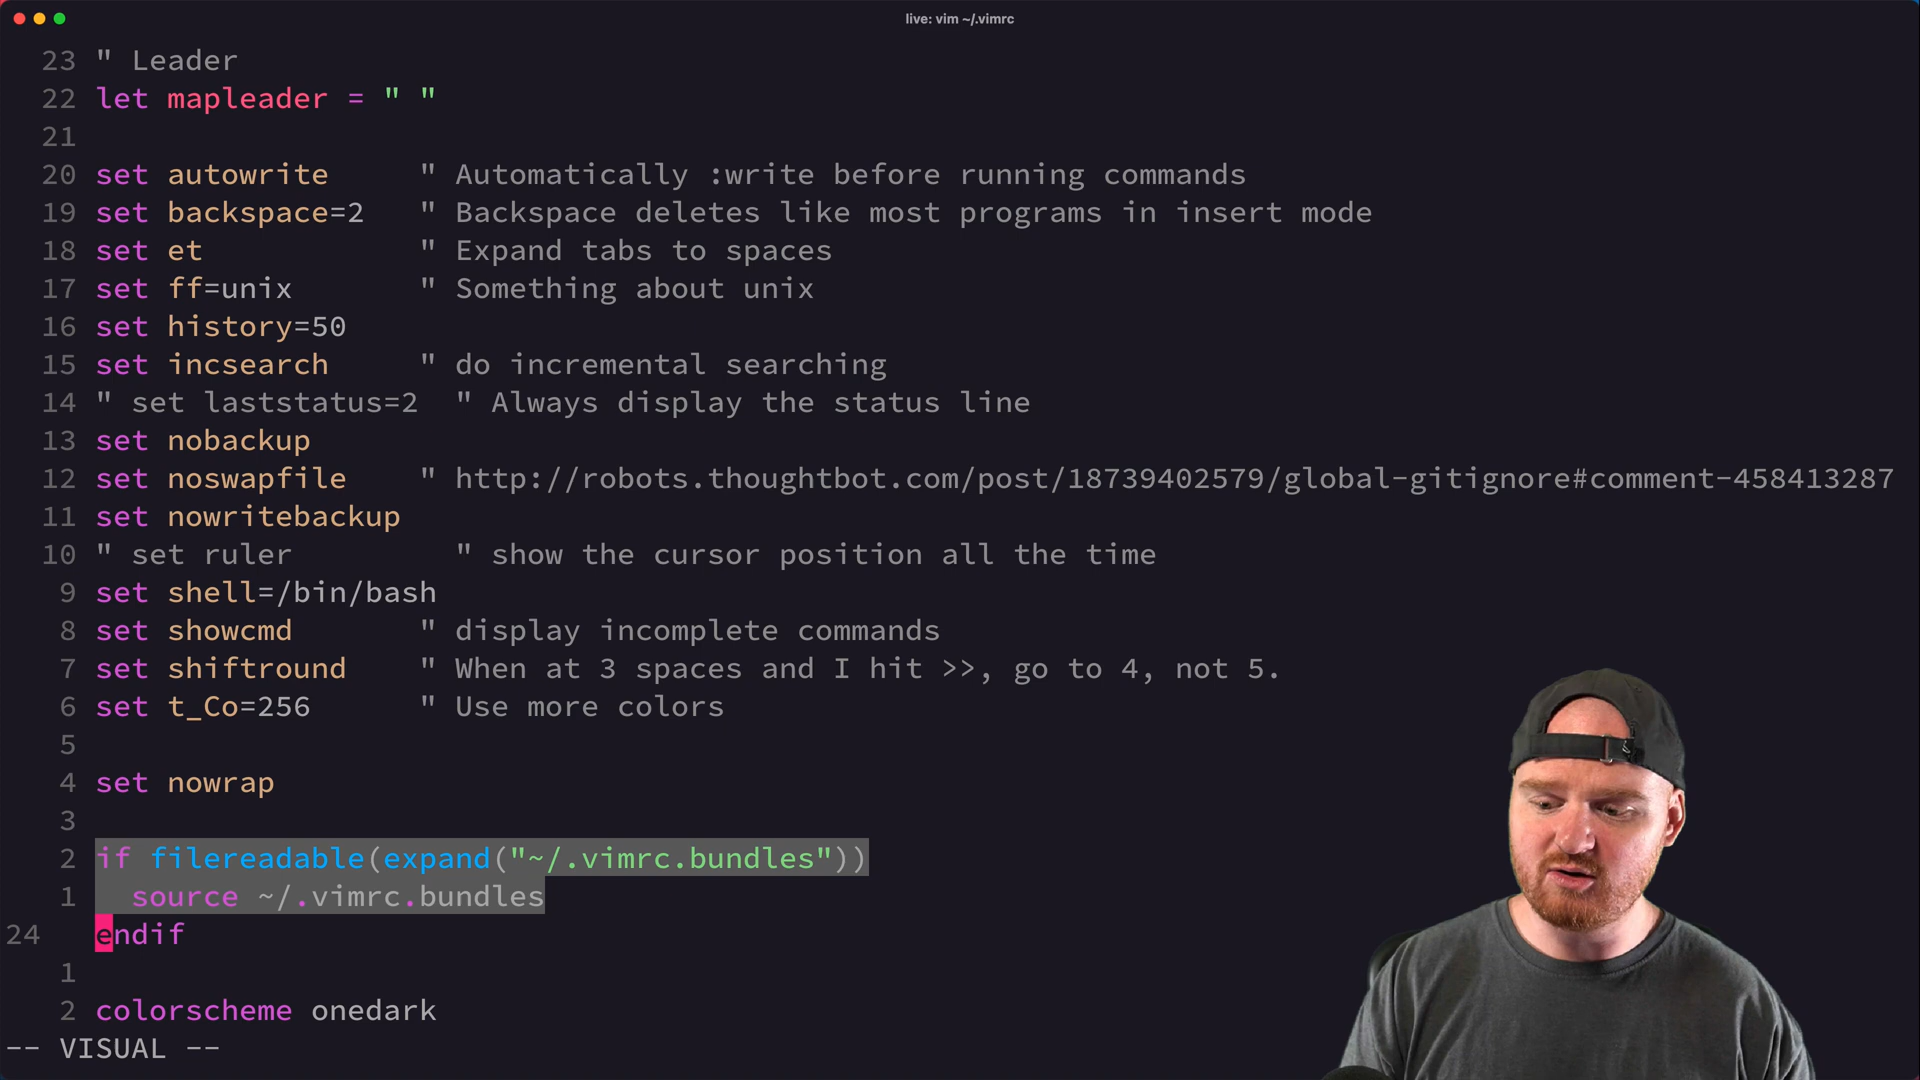 live: vim ~/.vimrc
23 " Leader
22 let mapleader = " "
21
20 set autowrite     " Automatically :write before running commands
19 set backspace=2   " Backspace deletes like most programs in insert mode
18 set et            " Expand tabs to spaces
17 set ff=unix       " Something about unix
16 set history=50
15 set incsearch     " do incremental searching
14 " set laststatus=2  " Always display the status line
13 set nobackup
12 set noswapfile    " http://robots.thoughtbot.com/post/18739402579/global-gitignore#comment-458413287
11 set nowritebackup
10 " set ruler         " show the cursor position all the time
9 set shell=/bin/bash
8 set showcmd       " display incomplete commands
7 set shiftround    " When at 3 spaces and I hit >>, go to 4, not 5.
6 set t_Co=256      " Use more colors
5
4 set nowrap
3
2 if filereadable(expand("~/.vimrc.bundles"))
1   source ~/.vimrc.bundles
24 endif
1
2 colorscheme onedark
-- VISUAL --